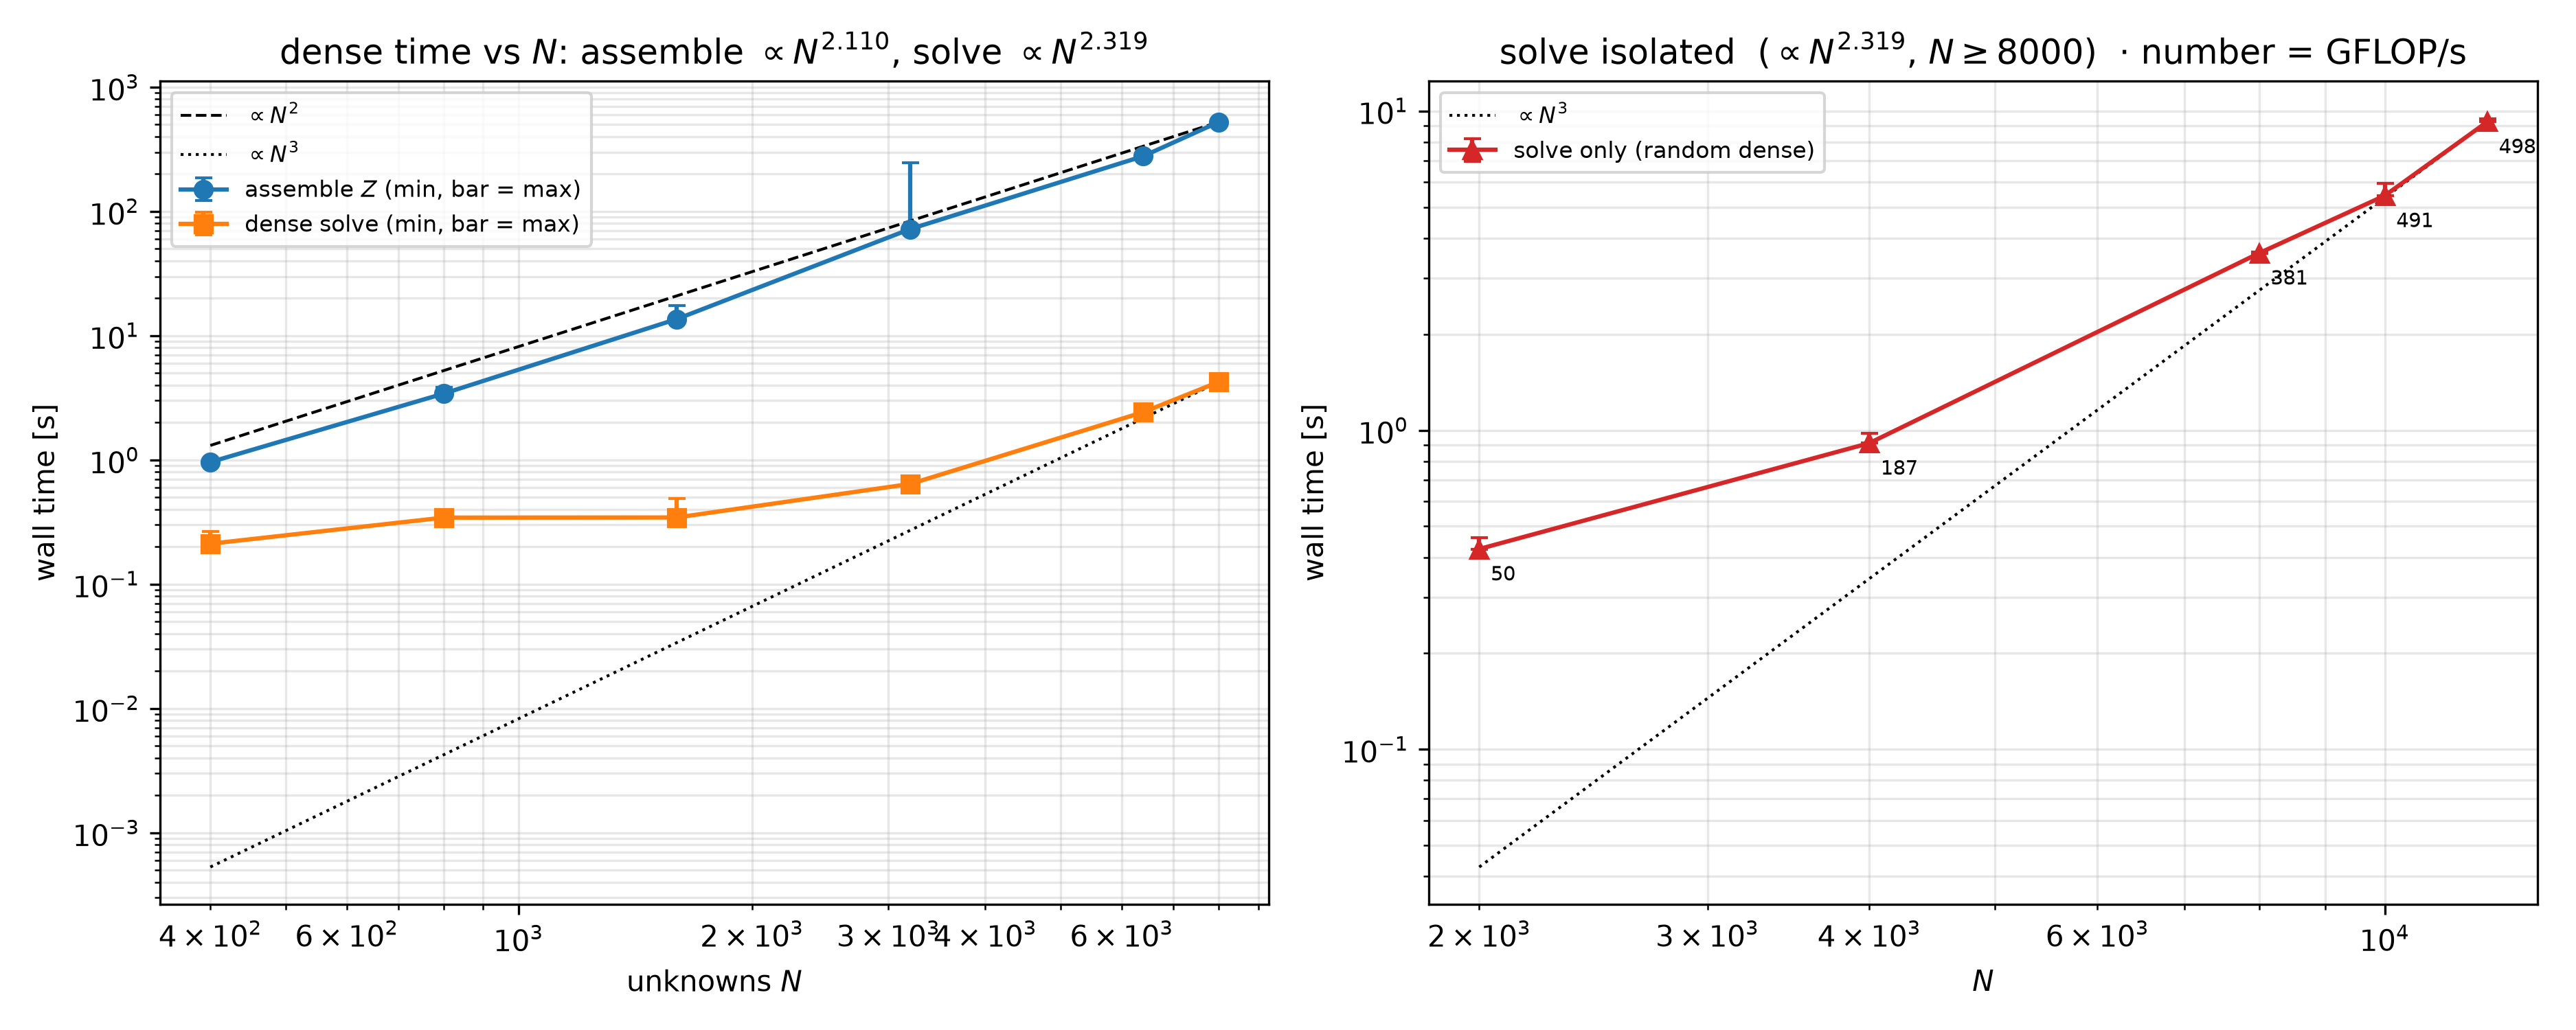 dense time vs N: assemble ∝ N^2.110, solve ∝ N^2.319
wall time [s]
10^3
10^2
10^1
10^0
10^−1
10^−2
10^−3
∝ N^2
∝ N^3
assemble Z (min, bar = max)
dense solve (min, bar = max)
4 × 10^2
6 × 10^2
10^3
2 × 10^3
3 × 10^3
4 × 10^3
6 × 10^3
unknowns N
solve isolated (∝ N^2.319, N ≥ 8000) · number = GFLOP/s
wall time [s]
10^1
10^0
10^−1
∝ N^3
solve only (random dense)
50
187
381
491
498
2 × 10^3
3 × 10^3
4 × 10^3
6 × 10^3
10^4
N